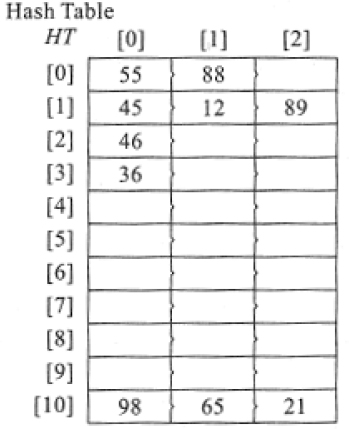 Hash Table
HT [0] [1] [2]
[0] 55 88
[1] 45 12 89
[2] 46
[3] 36
[4]
[5]
[6]
[7]
[8]
[9]
[10] 98 65 21